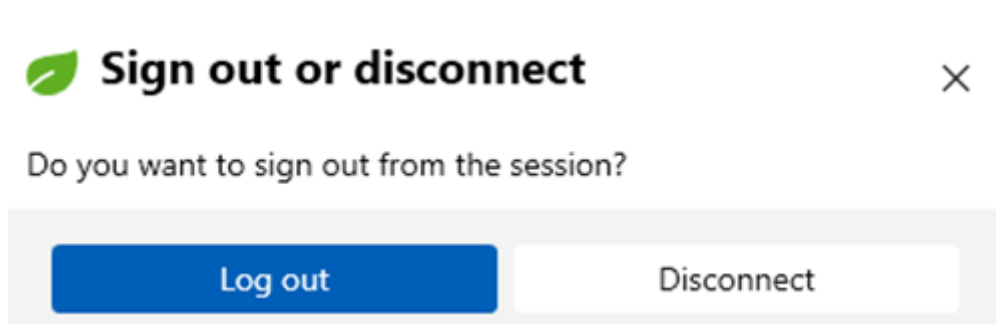 Sign out or disconnect
Do you want to sign out from the session?
Log out
Disconnect